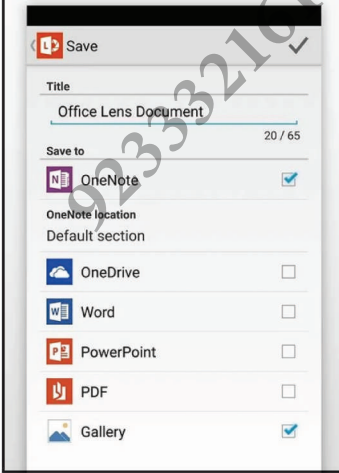 Save
Title
Office Lens Document
20 / 65
Save to
OneNote
OneNote location
Default section
OneDrive
Word
PowerPoint
PDF
Gallery